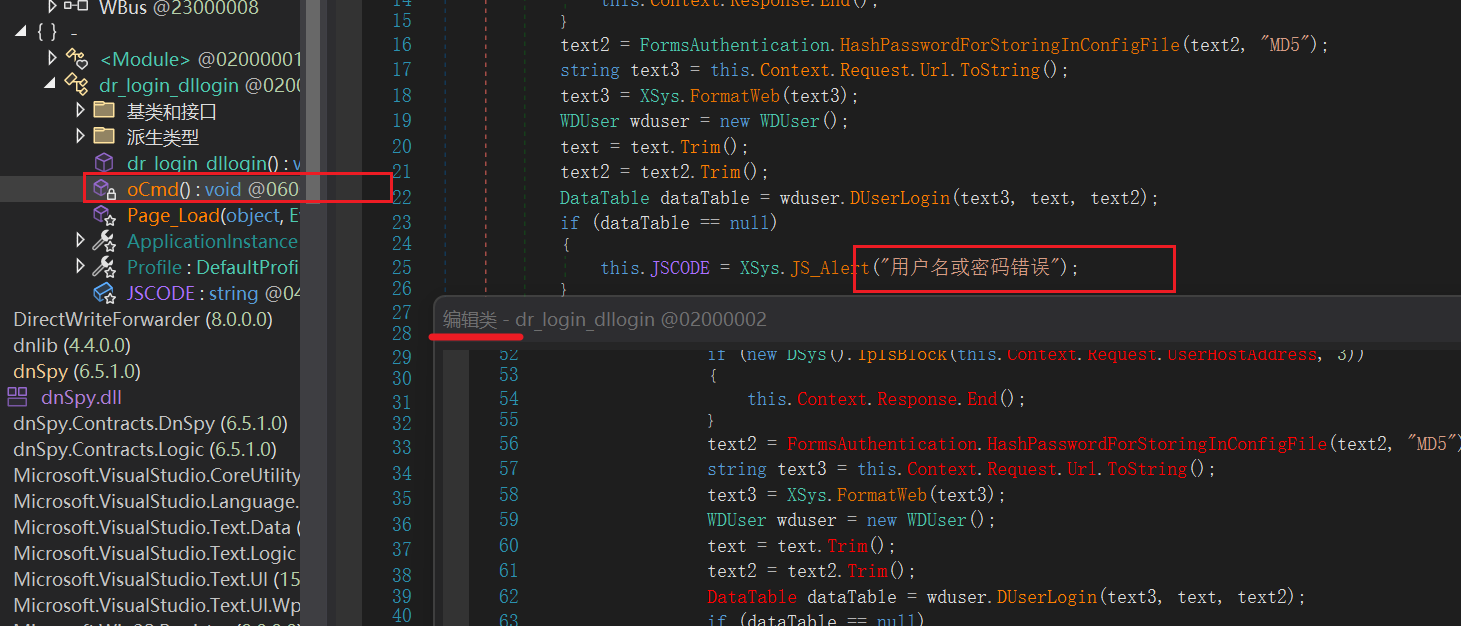 WBus @23000008
{ } -
<Module> @02000001
dr_login_dllogin @0200
基类和接口
派生类型
dr_login_dllogin() : v
oCmd() : void @060
Page_Load(object, E
ApplicationInstance
Profile : DefaultProfi
JSCODE : string @04
DirectWriteForwarder (8.0.0.0)
dnlib (4.4.0.0)
dnSpy (6.5.1.0)
dnSpy.dll
dnSpy.Contracts.DnSpy (6.5.1.0)
dnSpy.Contracts.Logic (6.5.1.0)
Microsoft.VisualStudio.CoreUtility
Microsoft.VisualStudio.Language.
Microsoft.VisualStudio.Text.Data (
Microsoft.VisualStudio.Text.Logic
Microsoft.VisualStudio.Text.UI (15
Microsoft.VisualStudio.Text.UI.Wp
14 this.Context.Response.End();
15 }
16 text2 = FormsAuthentication.HashPasswordForStoringInConfigFile(text2, "MD5");
17 string text3 = this.Context.Request.Url.ToString();
18 text3 = XSys.FormatWeb(text3);
19 WDUser wduser = new WDUser();
20 text = text.Trim();
21 text2 = text2.Trim();
22 DataTable dataTable = wduser.DUserLogin(text3, text, text2);
23 if (dataTable == null)
24 {
25 this.JSCODE = XSys.JS_Alert("用户名或密码错误");
26 }
27
28
29
30
31
32
33
34
35
36
37
38
39
40
编辑类 - dr_login_dllogin @02000002
52 if (new DSys().IpIsBlock(this.Context.Request.UserHostAddress, 3))
53 {
54 this.Context.Response.End();
55 }
56 text2 = FormsAuthentication.HashPasswordForStoringInConfigFile(text2, "MD5")
57 string text3 = this.Context.Request.Url.ToString();
58 text3 = XSys.FormatWeb(text3);
59 WDUser wduser = new WDUser();
60 text = text.Trim();
61 text2 = text2.Trim();
62 DataTable dataTable = wduser.DUserLogin(text3, text, text2);
63 if (dataTable == null)